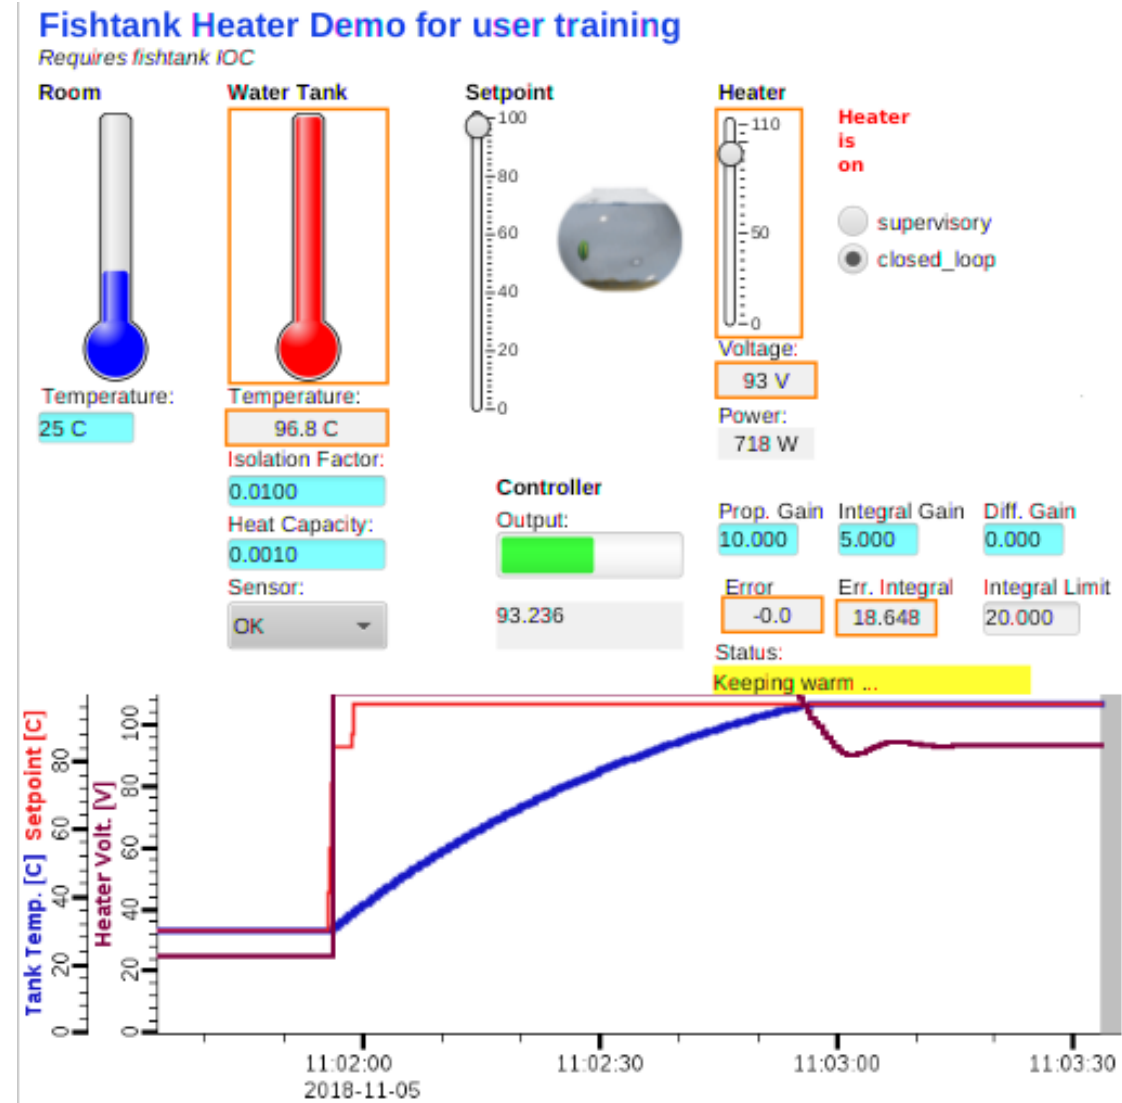 Fishtank Heater Demo for user training
Requires fishtank IOC
Room
Water Tank
Setpoint
Heater
100
80
60
40
20
0
110
50
0
Heater
is
on
supervisory
closed_loop
Temperature:
25 C
Temperature:
96.8 C
Isolation Factor:
0.0100
Heat Capacity:
0.0010
Sensor:
OK
Voltage:
93 V
Power:
718 W
Controller
Output:
93.236
Prop. Gain Integral Gain Diff. Gain
10.000 5.000 0.000
Error Err. Integral Integral Limit
-0.0 18.648 20.000
Status:
Keeping warm ...
Tank Temp. [C] Setpoint [C]
80
60
40
20
0
Heater Volt. [V]
100
80
60
40
20
0
11:02:00 11:02:30 11:03:00 11:03:30
2018-11-05